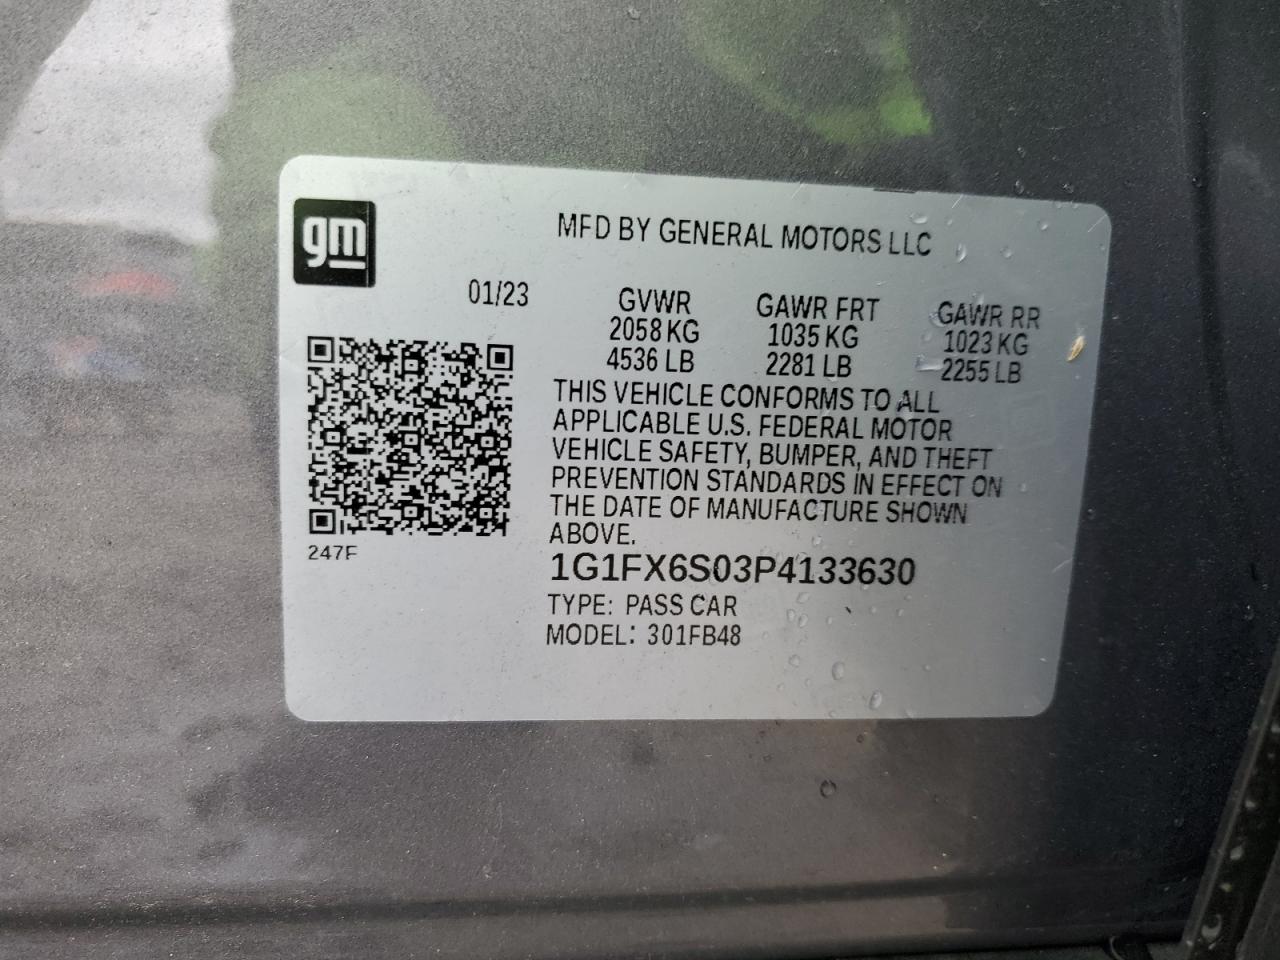 gm
MFD BY GENERAL MOTORS LLC
01/23
GVWR GAWR FRT GAWR RR
2058 KG 1035 KG 1023 KG
4536 LB 2281 LB 2255 LB
THIS VEHICLE CONFORMS TO ALL
APPLICABLE U.S. FEDERAL MOTOR
VEHICLE SAFETY, BUMPER, AND THEFT
PREVENTION STANDARDS IN EFFECT ON
THE DATE OF MANUFACTURE SHOWN
ABOVE.
247F
1G1FX6S03P4133630
TYPE: PASS CAR
MODEL: 301FB48